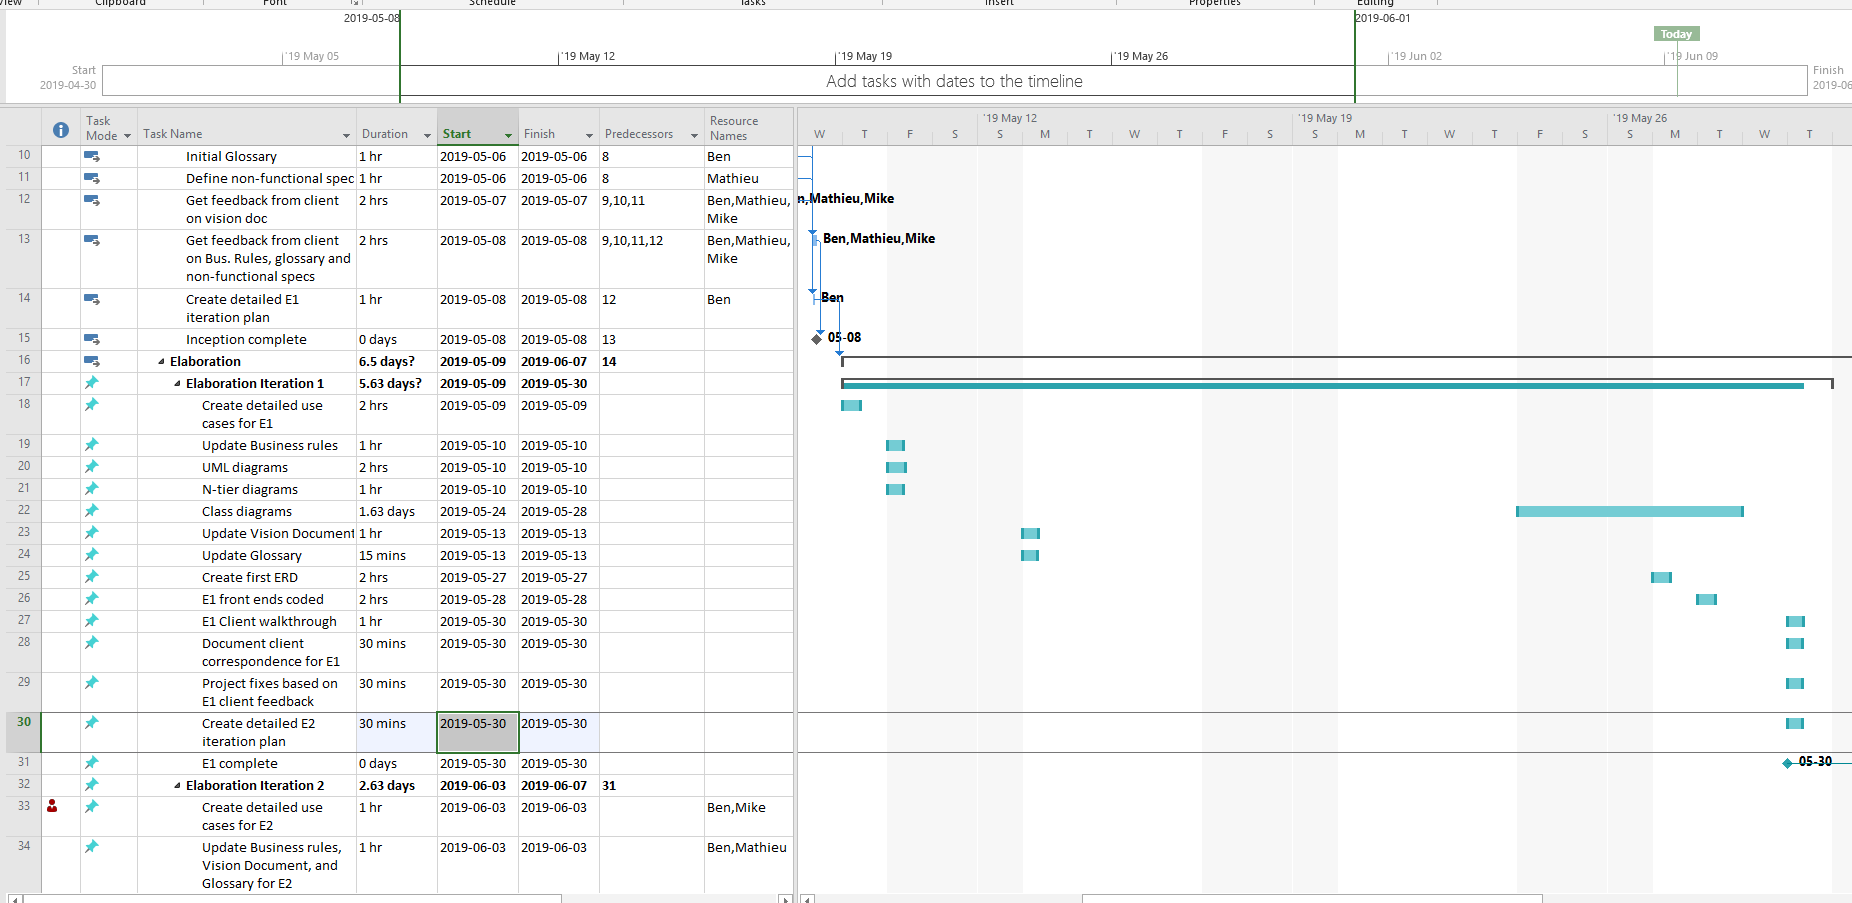 View Clipboard Font Schedule Tasks Insert Properties Editing
2019-05-08 2019-06-01
Today
'19 May 05 '19 May 12 '19 May 19 '19 May 26 '19 Jun 02 '19 Jun 09
Start
2019-04-30
Add tasks with dates to the timeline
Finish
2019-06
Task Mode Task Name Duration Start Finish Predecessors Resource Names
'19 May 12 '19 May 19 '19 May 26
W T F S S M T W T F S S M T W T F S S M T W T
10 Initial Glossary 1 hr 2019-05-06 2019-05-06 8 Ben
11 Define non-functional spec 1 hr 2019-05-06 2019-05-06 8 Mathieu
12 Get feedback from client 2 hrs 2019-05-07 2019-05-07 9,10,11 Ben,Mathieu, n,Mathieu,Mike
on vision doc Mike
13 Get feedback from client 2 hrs 2019-05-08 2019-05-08 9,10,11,12 Ben,Mathieu, Ben,Mathieu,Mike
on Bus. Rules, glossary and Mike
non-functional specs
14 Create detailed E1 1 hr 2019-05-08 2019-05-08 12 Ben Ben
iteration plan
15 Inception complete 0 days 2019-05-08 2019-05-08 13 05-08
16 Elaboration 6.5 days? 2019-05-09 2019-06-07 14
17 Elaboration Iteration 1 5.63 days? 2019-05-09 2019-05-30
18 Create detailed use 2 hrs 2019-05-09 2019-05-09
cases for E1
19 Update Business rules 1 hr 2019-05-10 2019-05-10
20 UML diagrams 2 hrs 2019-05-10 2019-05-10
21 N-tier diagrams 1 hr 2019-05-10 2019-05-10
22 Class diagrams 1.63 days 2019-05-24 2019-05-28
23 Update Vision Document 1 hr 2019-05-13 2019-05-13
24 Update Glossary 15 mins 2019-05-13 2019-05-13
25 Create first ERD 2 hrs 2019-05-27 2019-05-27
26 E1 front ends coded 2 hrs 2019-05-28 2019-05-28
27 E1 Client walkthrough 1 hr 2019-05-30 2019-05-30
28 Document client 30 mins 2019-05-30 2019-05-30
correspondence for E1
29 Project fixes based on 30 mins 2019-05-30 2019-05-30
E1 client feedback
30 Create detailed E2 30 mins 2019-05-30 2019-05-30
iteration plan
31 E1 complete 0 days 2019-05-30 2019-05-30 05-30
32 Elaboration Iteration 2 2.63 days 2019-06-03 2019-06-07 31
33 Create detailed use 1 hr 2019-06-03 2019-06-03 Ben,Mike
cases for E2
34 Update Business rules, 1 hr 2019-06-03 2019-06-03 Ben,Mathieu
Vision Document, and
Glossary for E2